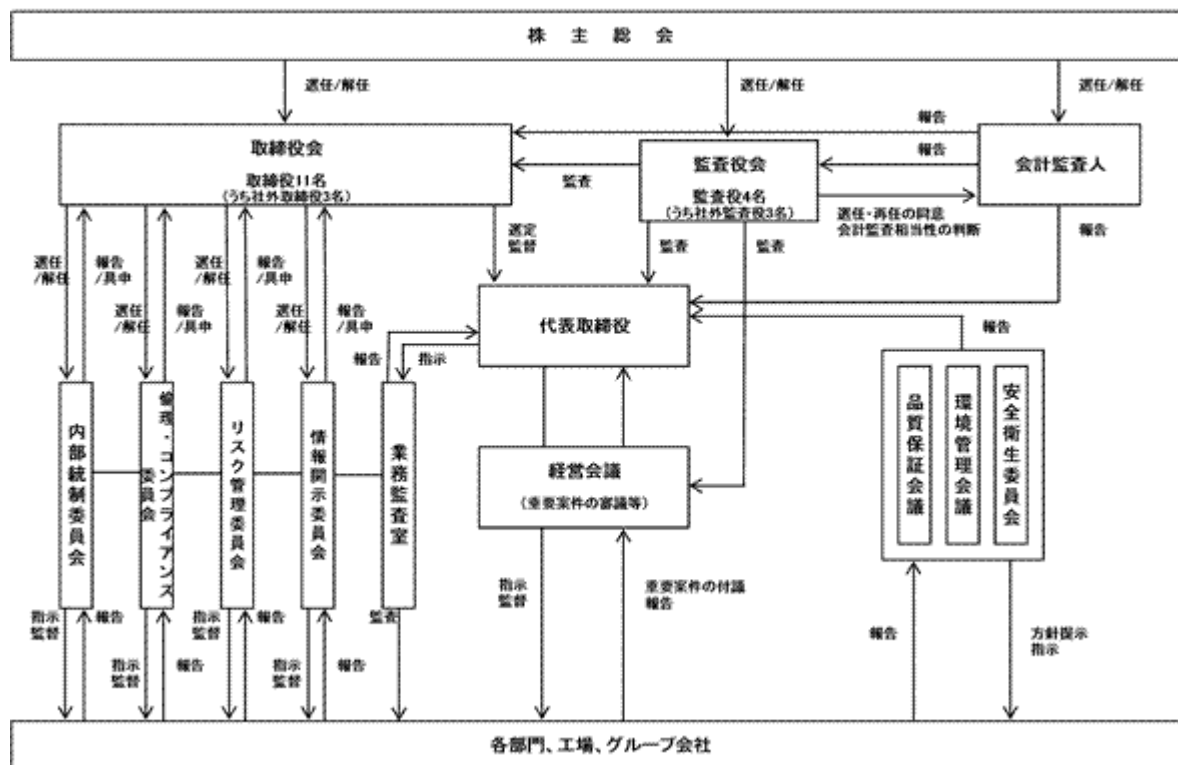 株 主 総 会
選任/解任
選任/解任
選任/解任
取締役会
取締役11名
(うち社外取締役3名)
監査役会
監査役4名
(うち社外監査役3名)
会計監査人
報告
報告
監査
選任・再任の同意
会計監査相当性の判断
選定
監督
監査
監査
報告
選任
/解任
報告
/具申
選任
/解任
報告
/具申
選任
/解任
報告
/具申
選任
/解任
報告
/具申
代表取締役
報告
指示
報告
内部統制委員会
倫理・コンプライアンス
委員会
リスク管理委員会
情報開示委員会
業務監査室
経営会議
(重要案件の審議等)
品質保証会議
環境管理会議
安全衛生委員会
指示
監督
報告
指示
監督
報告
指示
監督
報告
指示
監督
報告
監査
指示
監督
重要案件の付議
報告
報告
方針提示
指示
各部門、工場、グループ会社